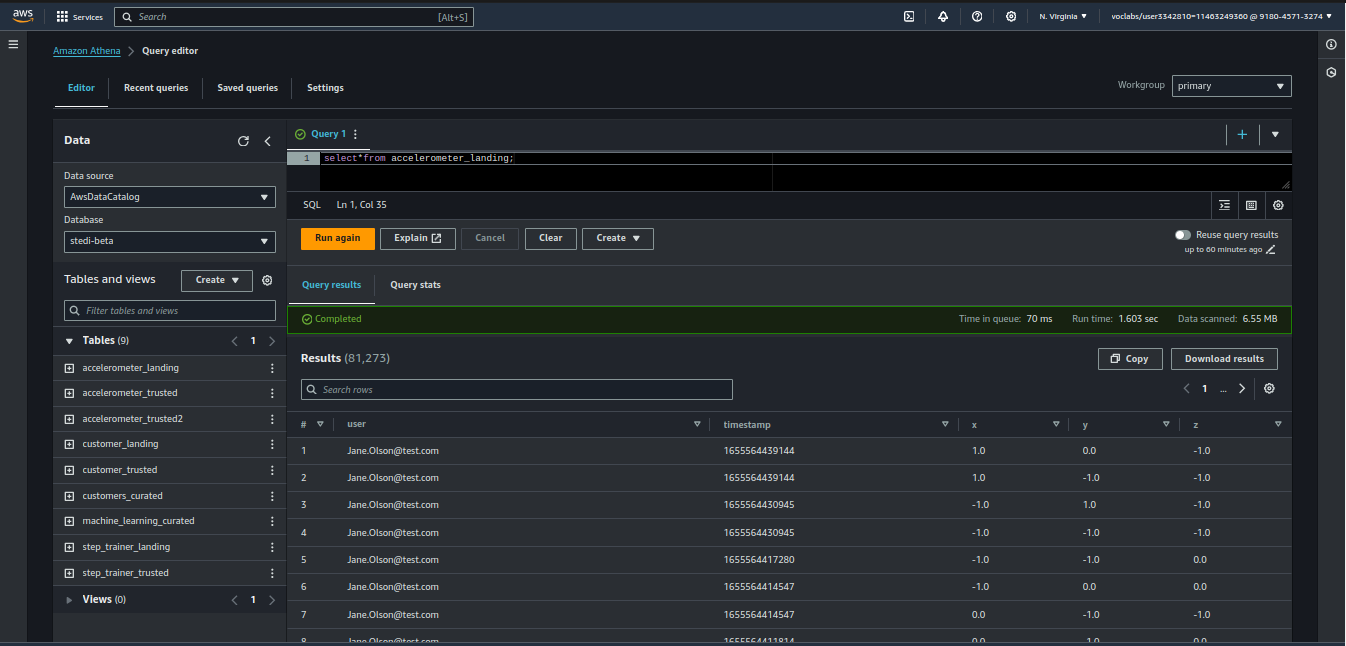 aws Services Search [Alt+S] N. Virginia voclabs/user3342810=11463249360 @ 9180-4571-3274
Amazon Athena Query editor
Editor Recent queries Saved queries Settings
Workgroup primary
Data
Data source
AwsDataCatalog
Database
stedi-beta
Tables and views Create
Filter tables and views
Tables (9) 1
accelerometer_landing
accelerometer_trusted
accelerometer_trusted2
customer_landing
customer_trusted
customers_curated
machine_learning_curated
step_trainer_landing
step_trainer_trusted
Views (0) 1
Query 1
1 select*from accelerometer_landing;
SQL Ln 1, Col 35
Run again Explain Cancel Clear Create
Reuse query results
up to 60 minutes ago
Query results Query stats
Completed Time in queue: 70 ms Run time: 1.603 sec Data scanned: 6.55 MB
Results (81,273) Copy Download results
Search rows 1 ...
# user timestamp x y z
1 Jane.Olson@test.com 1655564439144 1.0 0.0 -1.0
2 Jane.Olson@test.com 1655564439144 1.0 -1.0 -1.0
3 Jane.Olson@test.com 1655564430945 -1.0 1.0 -1.0
4 Jane.Olson@test.com 1655564430945 -1.0 -1.0 -1.0
5 Jane.Olson@test.com 1655564417280 -1.0 -1.0 0.0
6 Jane.Olson@test.com 1655564414547 -1.0 0.0 0.0
7 Jane.Olson@test.com 1655564414547 0.0 -1.0 -1.0
8 Jane.Olson@test.com 1655564411814 0.0 -1.0 0.0